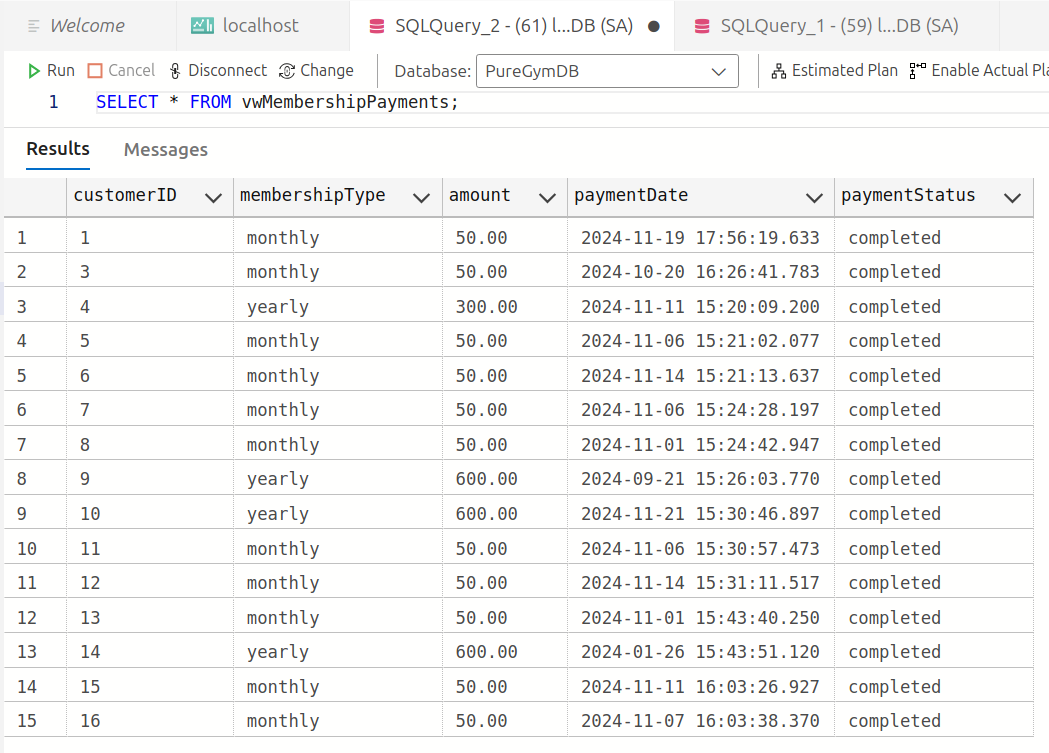 Welcome localhost SQLQuery_2 - (61) l...DB (SA) SQLQuery_1 - (59) l...DB (SA)
Run Cancel Disconnect Change Database: PureGymDB Estimated Plan Enable Actual Pla
1 SELECT * FROM vwMembershipPayments;
Results Messages
customerID membershipType amount paymentDate paymentStatus
1 1 monthly 50.00 2024-11-19 17:56:19.633 completed
2 3 monthly 50.00 2024-10-20 16:26:41.783 completed
3 4 yearly 300.00 2024-11-11 15:20:09.200 completed
4 5 monthly 50.00 2024-11-06 15:21:02.077 completed
5 6 monthly 50.00 2024-11-14 15:21:13.637 completed
6 7 monthly 50.00 2024-11-06 15:24:28.197 completed
7 8 monthly 50.00 2024-11-01 15:24:42.947 completed
8 9 yearly 600.00 2024-09-21 15:26:03.770 completed
9 10 yearly 600.00 2024-11-21 15:30:46.897 completed
10 11 monthly 50.00 2024-11-06 15:30:57.473 completed
11 12 monthly 50.00 2024-11-14 15:31:11.517 completed
12 13 monthly 50.00 2024-11-01 15:43:40.250 completed
13 14 yearly 600.00 2024-01-26 15:43:51.120 completed
14 15 monthly 50.00 2024-11-11 16:03:26.927 completed
15 16 monthly 50.00 2024-11-07 16:03:38.370 completed